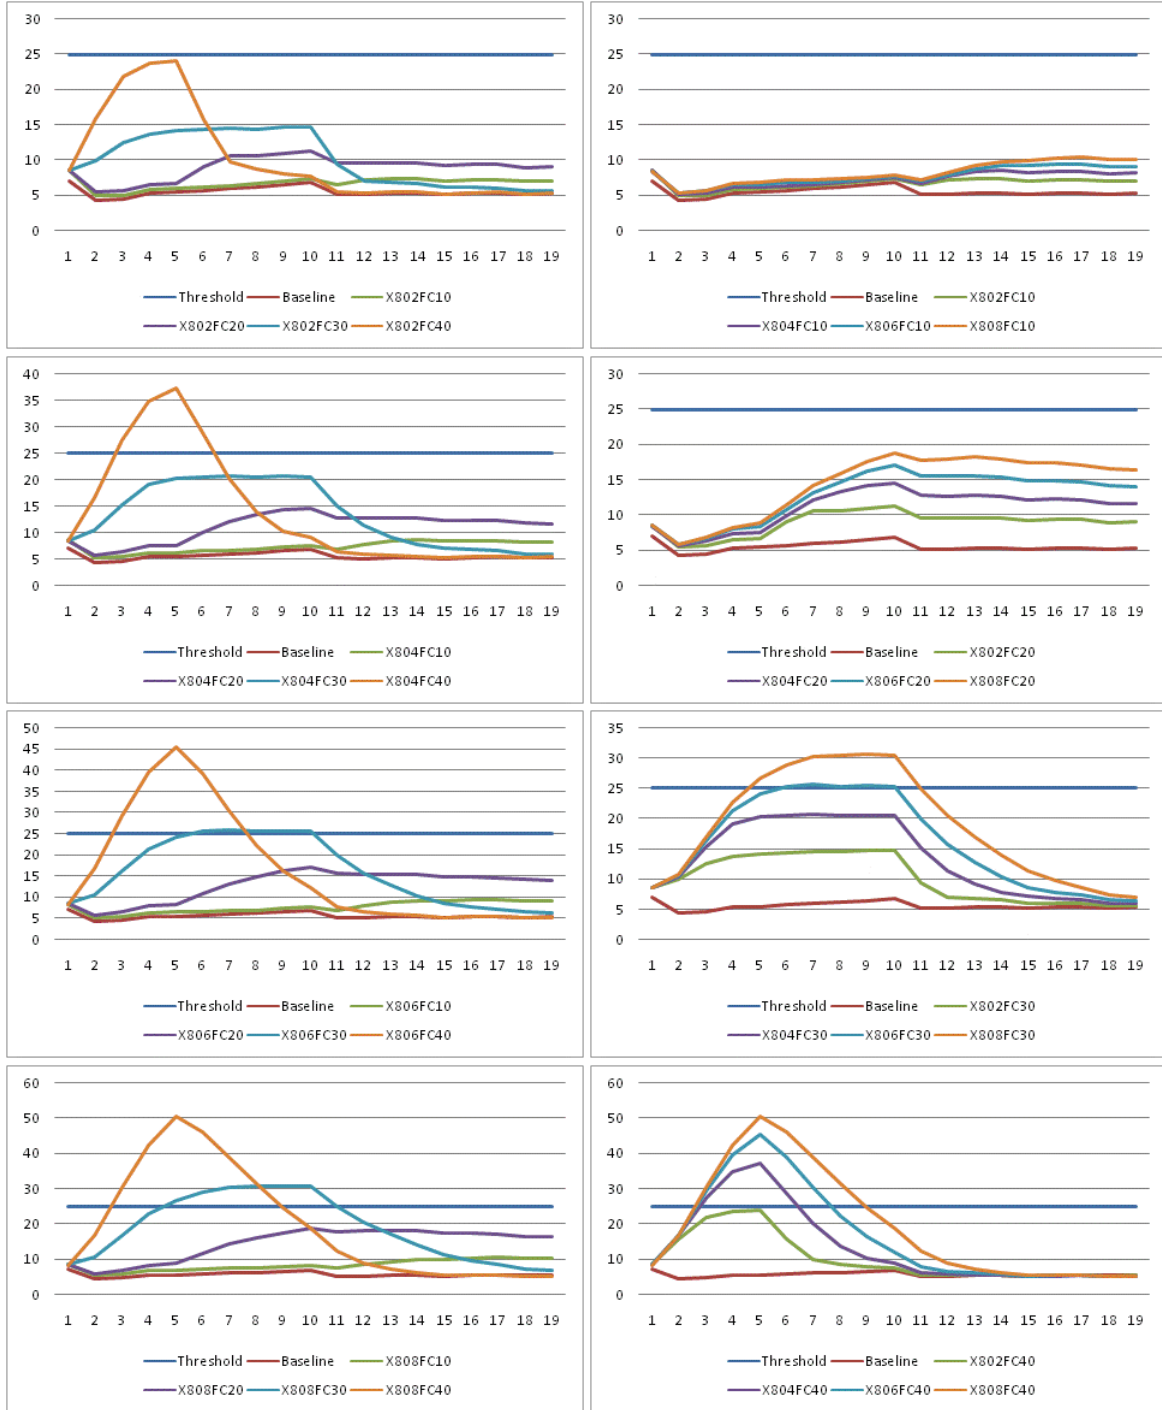 30
25
20
15
10
5
0
1 2 3 4 5 6 7 8 9 10 11 12 13 14 15 16 17 18 19
Threshold Baseline X802FC10
X802FC20 X802FC30 X802FC40
30
25
20
15
10
5
0
1 2 3 4 5 6 7 8 9 10 11 12 13 14 15 16 17 18 19
Threshold Baseline X802FC10
X804FC10 X806FC10 X808FC10
40
35
30
25
20
15
10
5
0
1 2 3 4 5 6 7 8 9 10 11 12 13 14 15 16 17 18 19
Threshold Baseline X804FC10
X804FC20 X804FC30 X804FC40
30
25
20
15
10
5
0
1 2 3 4 5 6 7 8 9 10 11 12 13 14 15 16 17 18 19
Threshold Baseline X802FC20
X804FC20 X806FC20 X808FC20
50
45
40
35
30
25
20
15
10
5
0
1 2 3 4 5 6 7 8 9 10 11 12 13 14 15 16 17 18 19
Threshold Baseline X806FC10
X806FC20 X806FC30 X806FC40
35
30
25
20
15
10
5
0
1 2 3 4 5 6 7 8 9 10 11 12 13 14 15 16 17 18 19
Threshold Baseline X802FC30
X804FC30 X806FC30 X808FC30
60
50
40
30
20
10
0
1 2 3 4 5 6 7 8 9 10 11 12 13 14 15 16 17 18 19
Threshold Baseline X808FC10
X808FC20 X808FC30 X808FC40
60
50
40
30
20
10
0
1 2 3 4 5 6 7 8 9 10 11 12 13 14 15 16 17 18 19
Threshold Baseline X802FC40
X804FC40 X806FC40 X808FC40